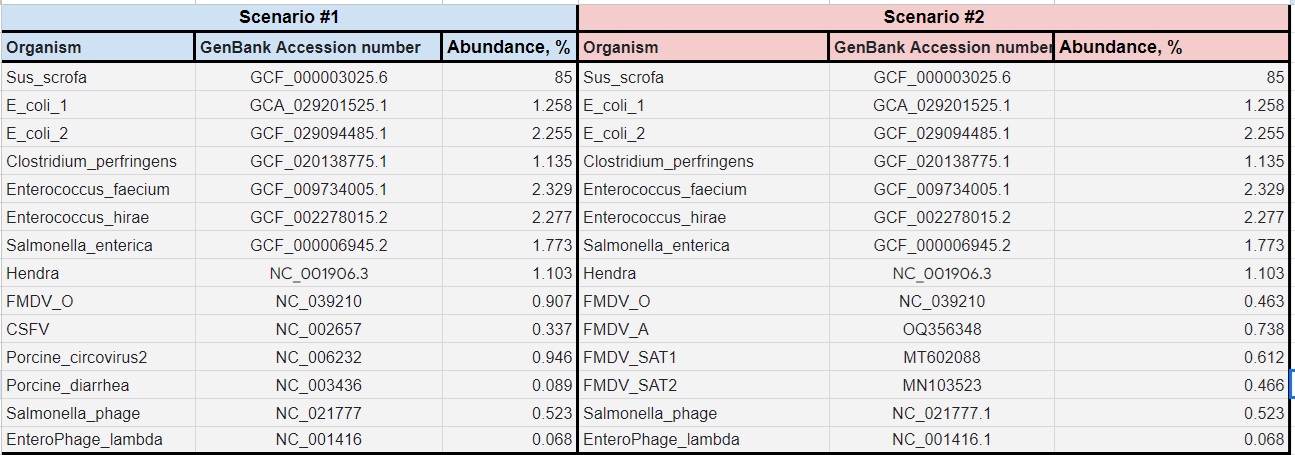 Scenario #1 Scenario #2
Organism GenBank Accession number Abundance, % Organism GenBank Accession number Abundance, %
Sus_scrofa GCF_000003025.6 85 Sus_scrofa GCF_000003025.6 85
E_coli_1 GCA_029201525.1 1.258 E_coli_1 GCA_029201525.1 1.258
E_coli_2 GCF_029094485.1 2.255 E_coli_2 GCF_029094485.1 2.255
Clostridium_perfringens GCF_020138775.1 1.135 Clostridium_perfringens GCF_020138775.1 1.135
Enterococcus_faecium GCF_009734005.1 2.329 Enterococcus_faecium GCF_009734005.1 2.329
Enterococcus_hirae GCF_002278015.2 2.277 Enterococcus_hirae GCF_002278015.2 2.277
Salmonella_enterica GCF_000006945.2 1.773 Salmonella_enterica GCF_000006945.2 1.773
Hendra NC_001906.3 1.103 Hendra NC_001906.3 1.103
FMDV_O NC_039210 0.907 FMDV_O NC_039210 0.463
CSFV NC_002657 0.337 FMDV_A OQ356348 0.738
Porcine_circovirus2 NC_006232 0.946 FMDV_SAT1 MT602088 0.612
Porcine_diarrhea NC_003436 0.089 FMDV_SAT2 MN103523 0.466
Salmonella_phage NC_021777 0.523 Salmonella_phage NC_021777.1 0.523
EnteroPhage_lambda NC_001416 0.068 EnteroPhage_lambda NC_001416.1 0.068